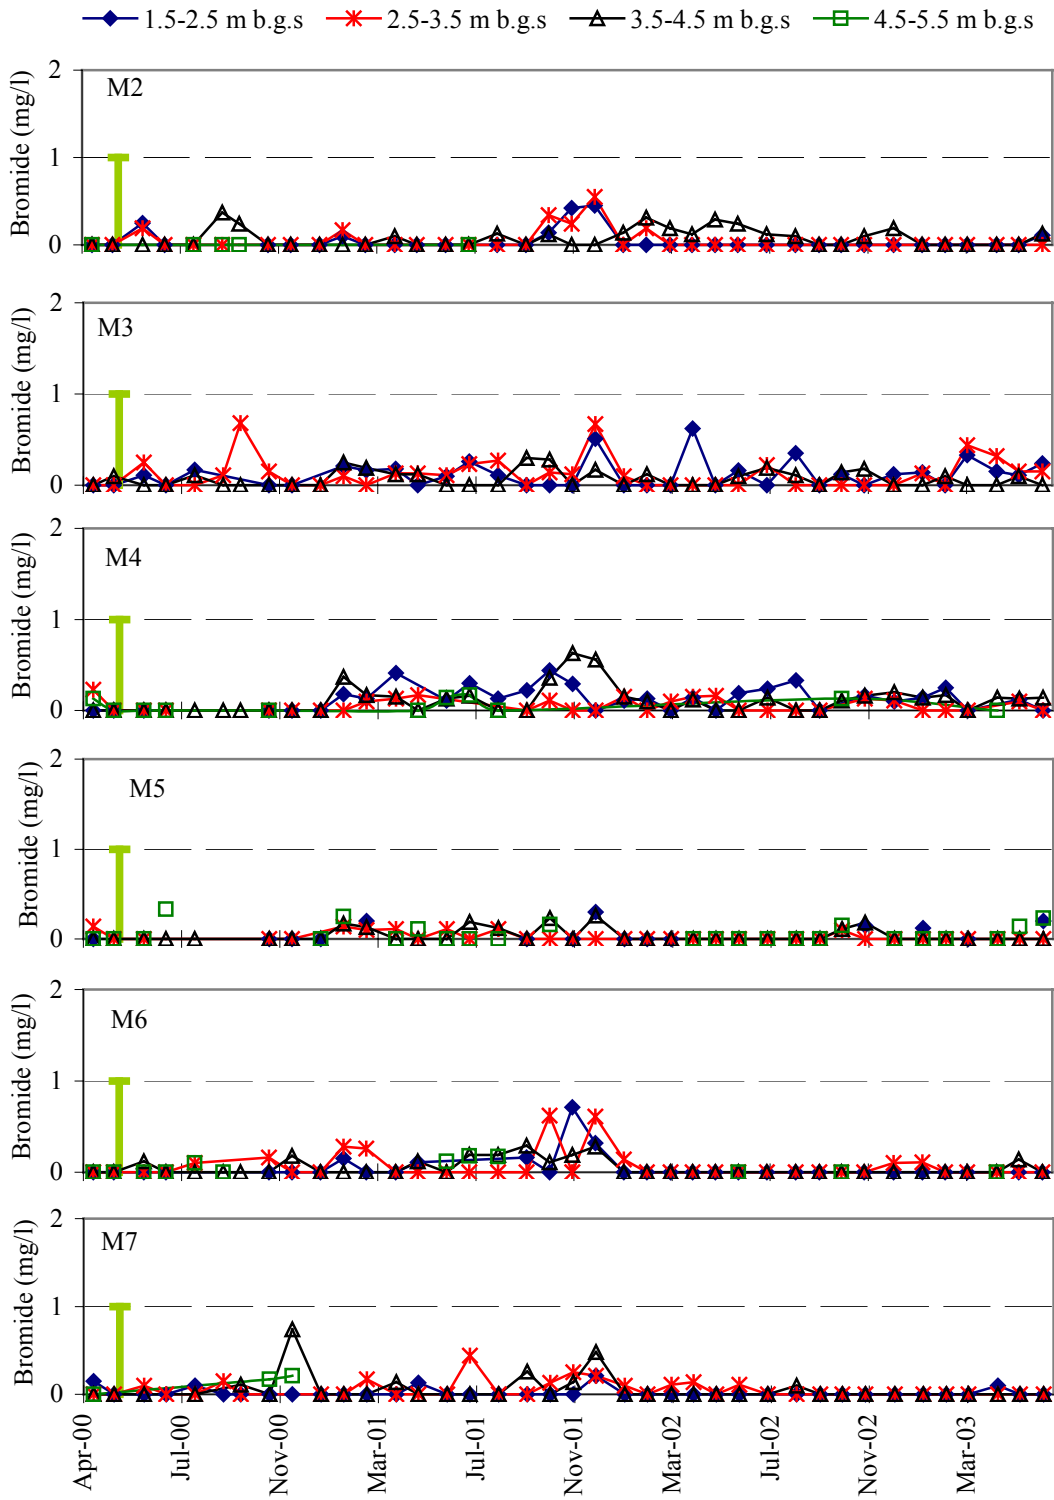 1.5-2.5 m b.g.s 2.5-3.5 m b.g.s 3.5-4.5 m b.g.s 4.5-5.5 m b.g.s
Bromide (mg/l)
2
1
0
M2
Bromide (mg/l)
2
1
0
M3
Bromide (mg/l)
2
1
0
M4
Bromide (mg/l)
2
1
0
M5
Bromide (mg/l)
2
1
0
M6
Bromide (mg/l)
2
1
0
M7
Apr-00 Jul-00 Nov-00 Mar-01 Jul-01 Nov-01 Mar-02 Jul-02 Nov-02 Mar-03